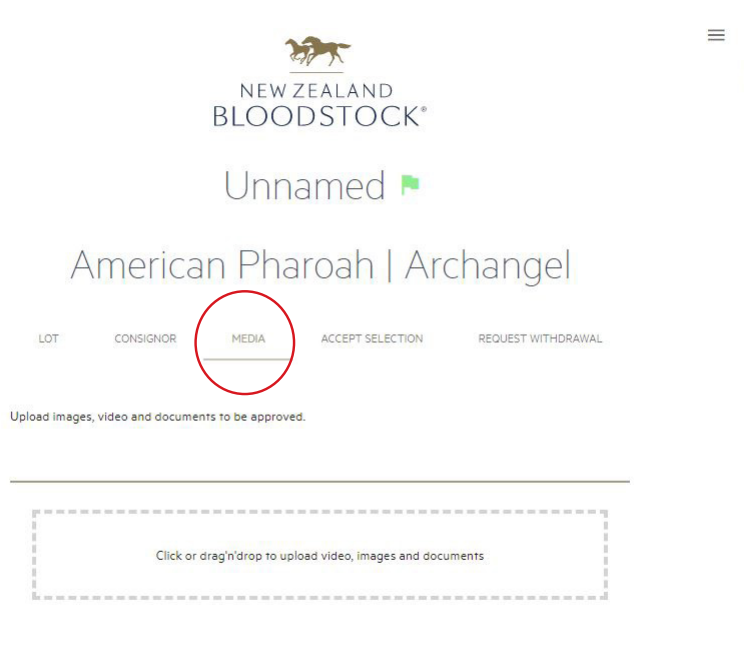 NEW ZEALAND
BLOODSTOCK®
Unnamed
American Pharoah | Archangel
LOT CONSIGNOR MEDIA ACCEPT SELECTION REQUEST WITHDRAWAL
Upload images, video and documents to be approved.
Click or drag'n'drop to upload video, images and documents